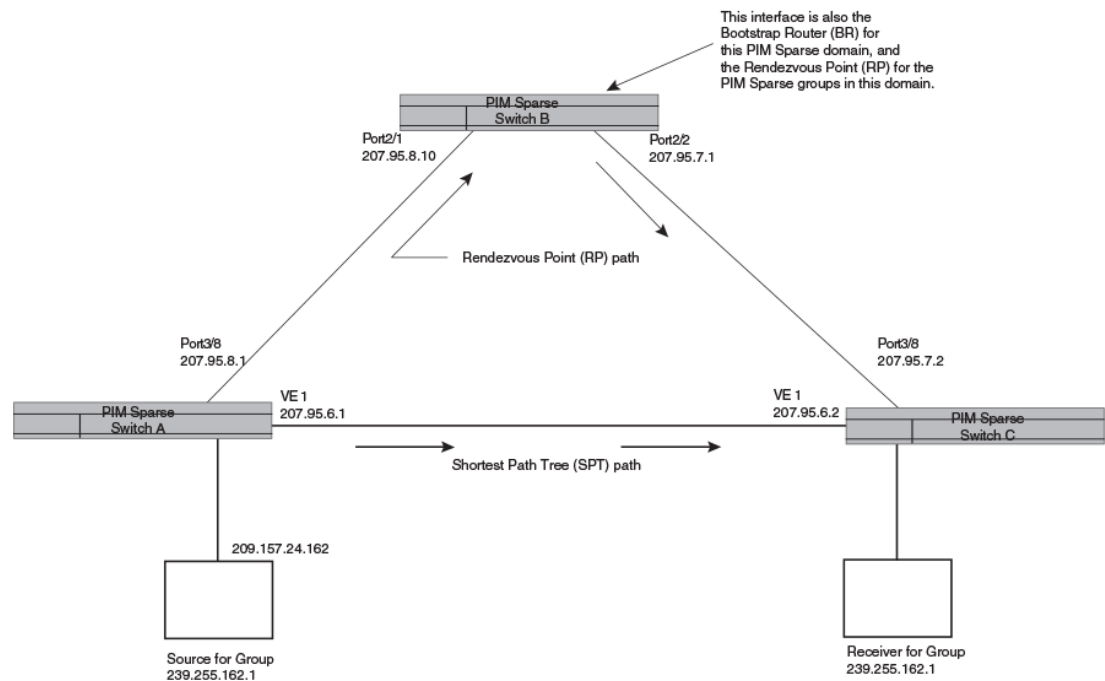 This interface is also the
Bootstrap Router (BR) for
this PIM Sparse domain, and
the Rendezvous Point (RP) for the
PIM Sparse groups in this domain.
PIM Sparse
Switch B
Port2/1
207.95.8.10
Port2/2
207.95.7.1
Rendezvous Point (RP) path
Port3/8
207.95.8.1
Port3/8
207.95.7.2
VE 1
207.95.6.1
VE 1
207.95.6.2
PIM Sparse
Switch A
PIM Sparse
Switch C
Shortest Path Tree (SPT) path
209.157.24.162
Source for Group
239.255.162.1
Receiver for Group
239.255.162.1